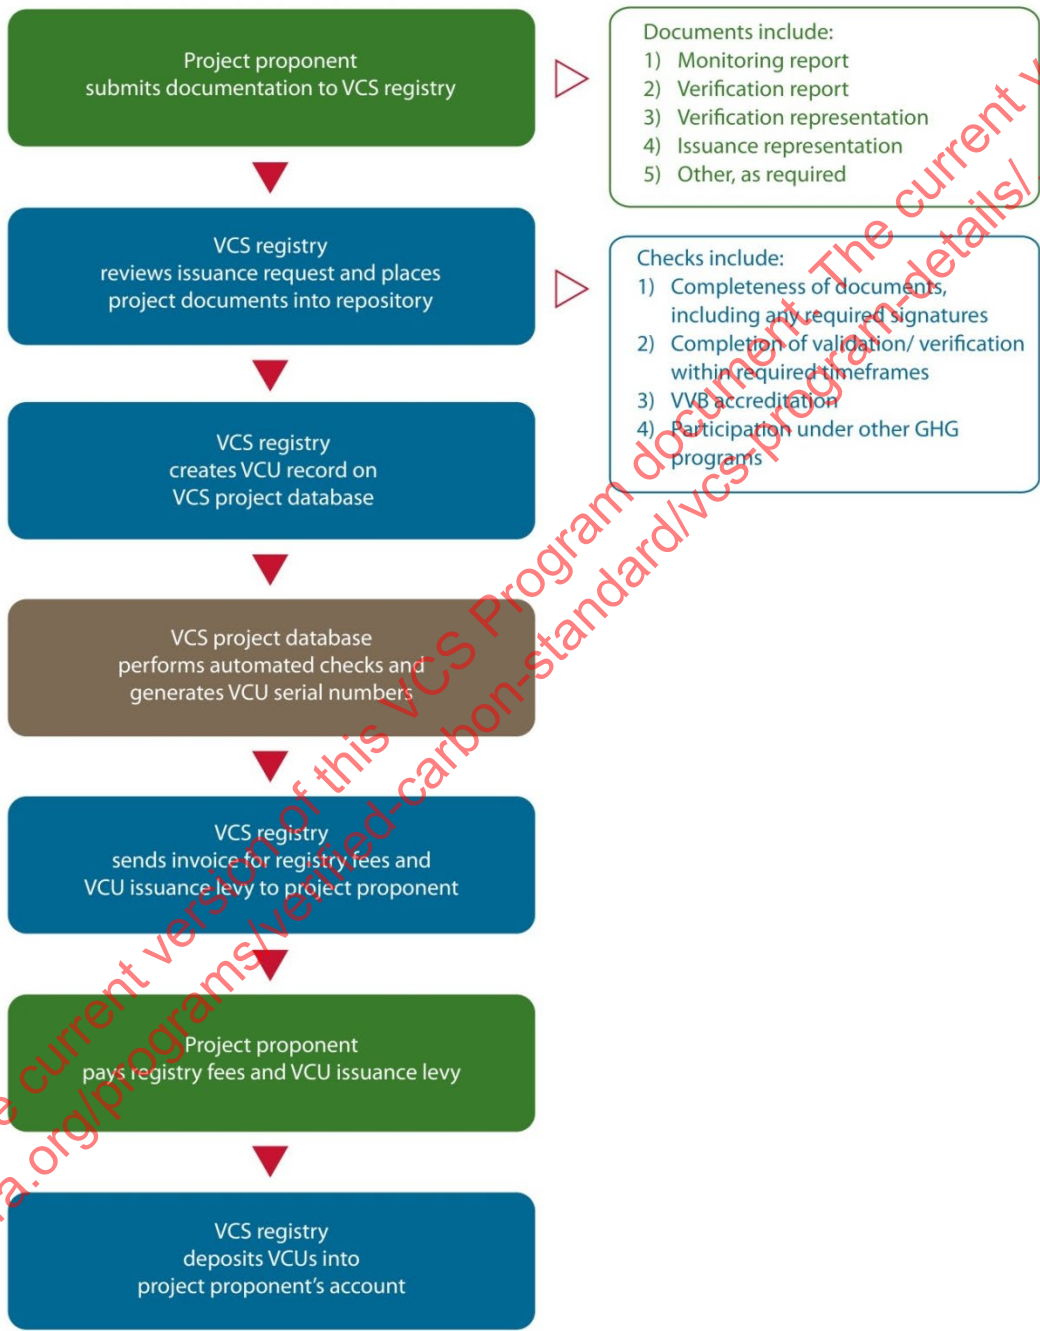 Project proponent
submits documentation to VCS registry
Documents include:
1) Monitoring report
2) Verification report
3) Verification representation
4) Issuance representation
5) Other, as required
VCS registry
reviews issuance request and places
project documents into repository
Checks include:
1) Completeness of documents,
including any required signatures
2) Completion of validation/ verification
within required timeframes
3) VVB accreditation
4) Participation under other GHG
programs
VCS registry
creates VCU record on
VCS project database
VCS project database
performs automated checks and
generates VCU serial numbers
VCS registry
sends invoice for registry fees and
VCU issuance levy to project proponent
Project proponent
pays registry fees and VCU issuance levy
VCS registry
deposits VCUs into
project proponent's account
current version of this VCS Program document. The current
.org/programs/verified-carbon-standard/vcs-program-details/